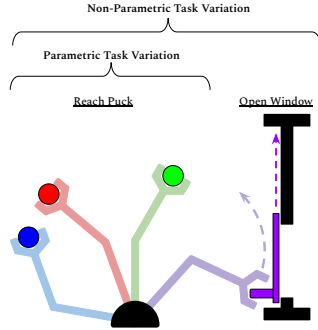 Non-Parametric Task Variation
Parametric Task Variation
Reach Puck
Open Window